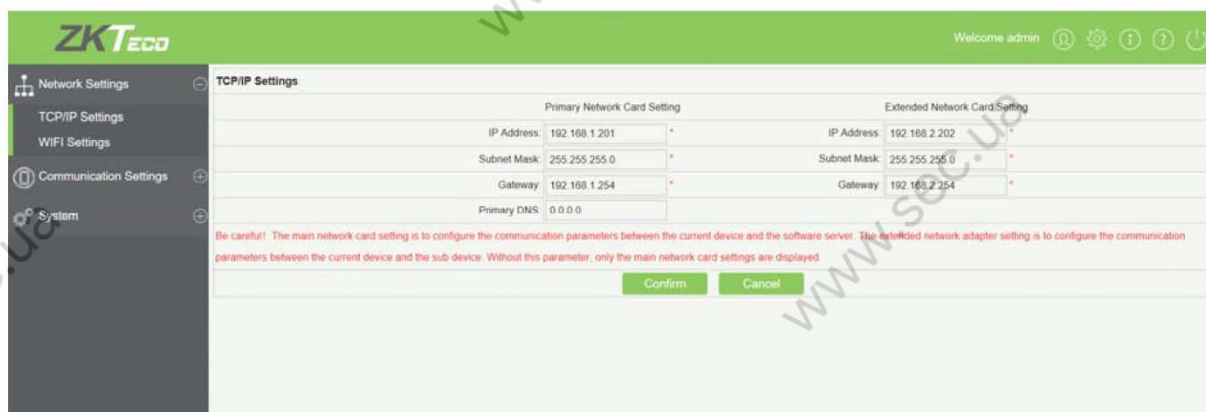 ZKTECO
Welcome admin
Network Settings
TCP/IP Settings
WIFI Settings
Communication Settings
System
TCP/IP Settings
Primary Network Card Setting Extended Network Card Setting
IP Address: 192.168.1.201 * IP Address: 192.168.2.202 *
Subnet Mask: 255.255.255.0 * Subnet Mask: 255.255.255.0 *
Gateway: 192.168.1.254 * Gateway: 192.168.2.254 *
Primary DNS: 0.0.0.0
Be careful! The main network card setting is to configure the communication parameters between the current device and the software server. The extended network adapter setting is to configure the communication
parameters between the current device and the sub device. Without this parameter, only the main network card settings are displayed.
Confirm Cancel
www.sec.ua